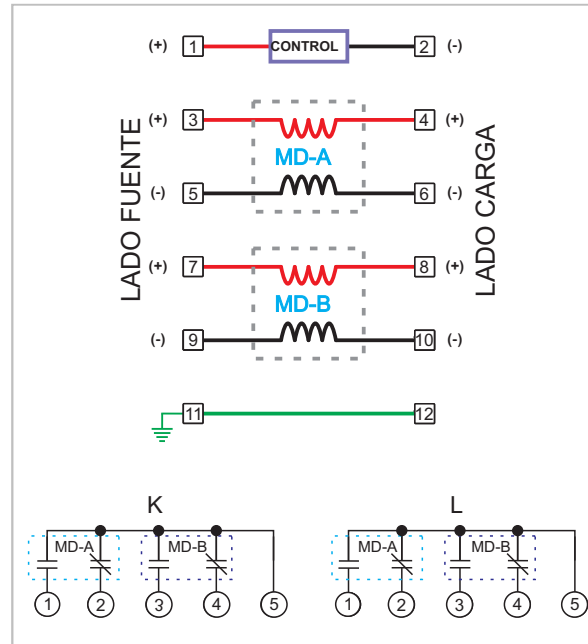 (+) 1 CONTROL 2 (-)
(+) 3 4 (+)
MD-A
(-) 5 6 (-)
LADO FUENTE
LADO CARGA
(+) 7 8 (+)
MD-B
(-) 9 10 (-)
11 12
K
MD-A MD-B
1 2 3 4 5
L
MD-A MD-B
1 2 3 4 5